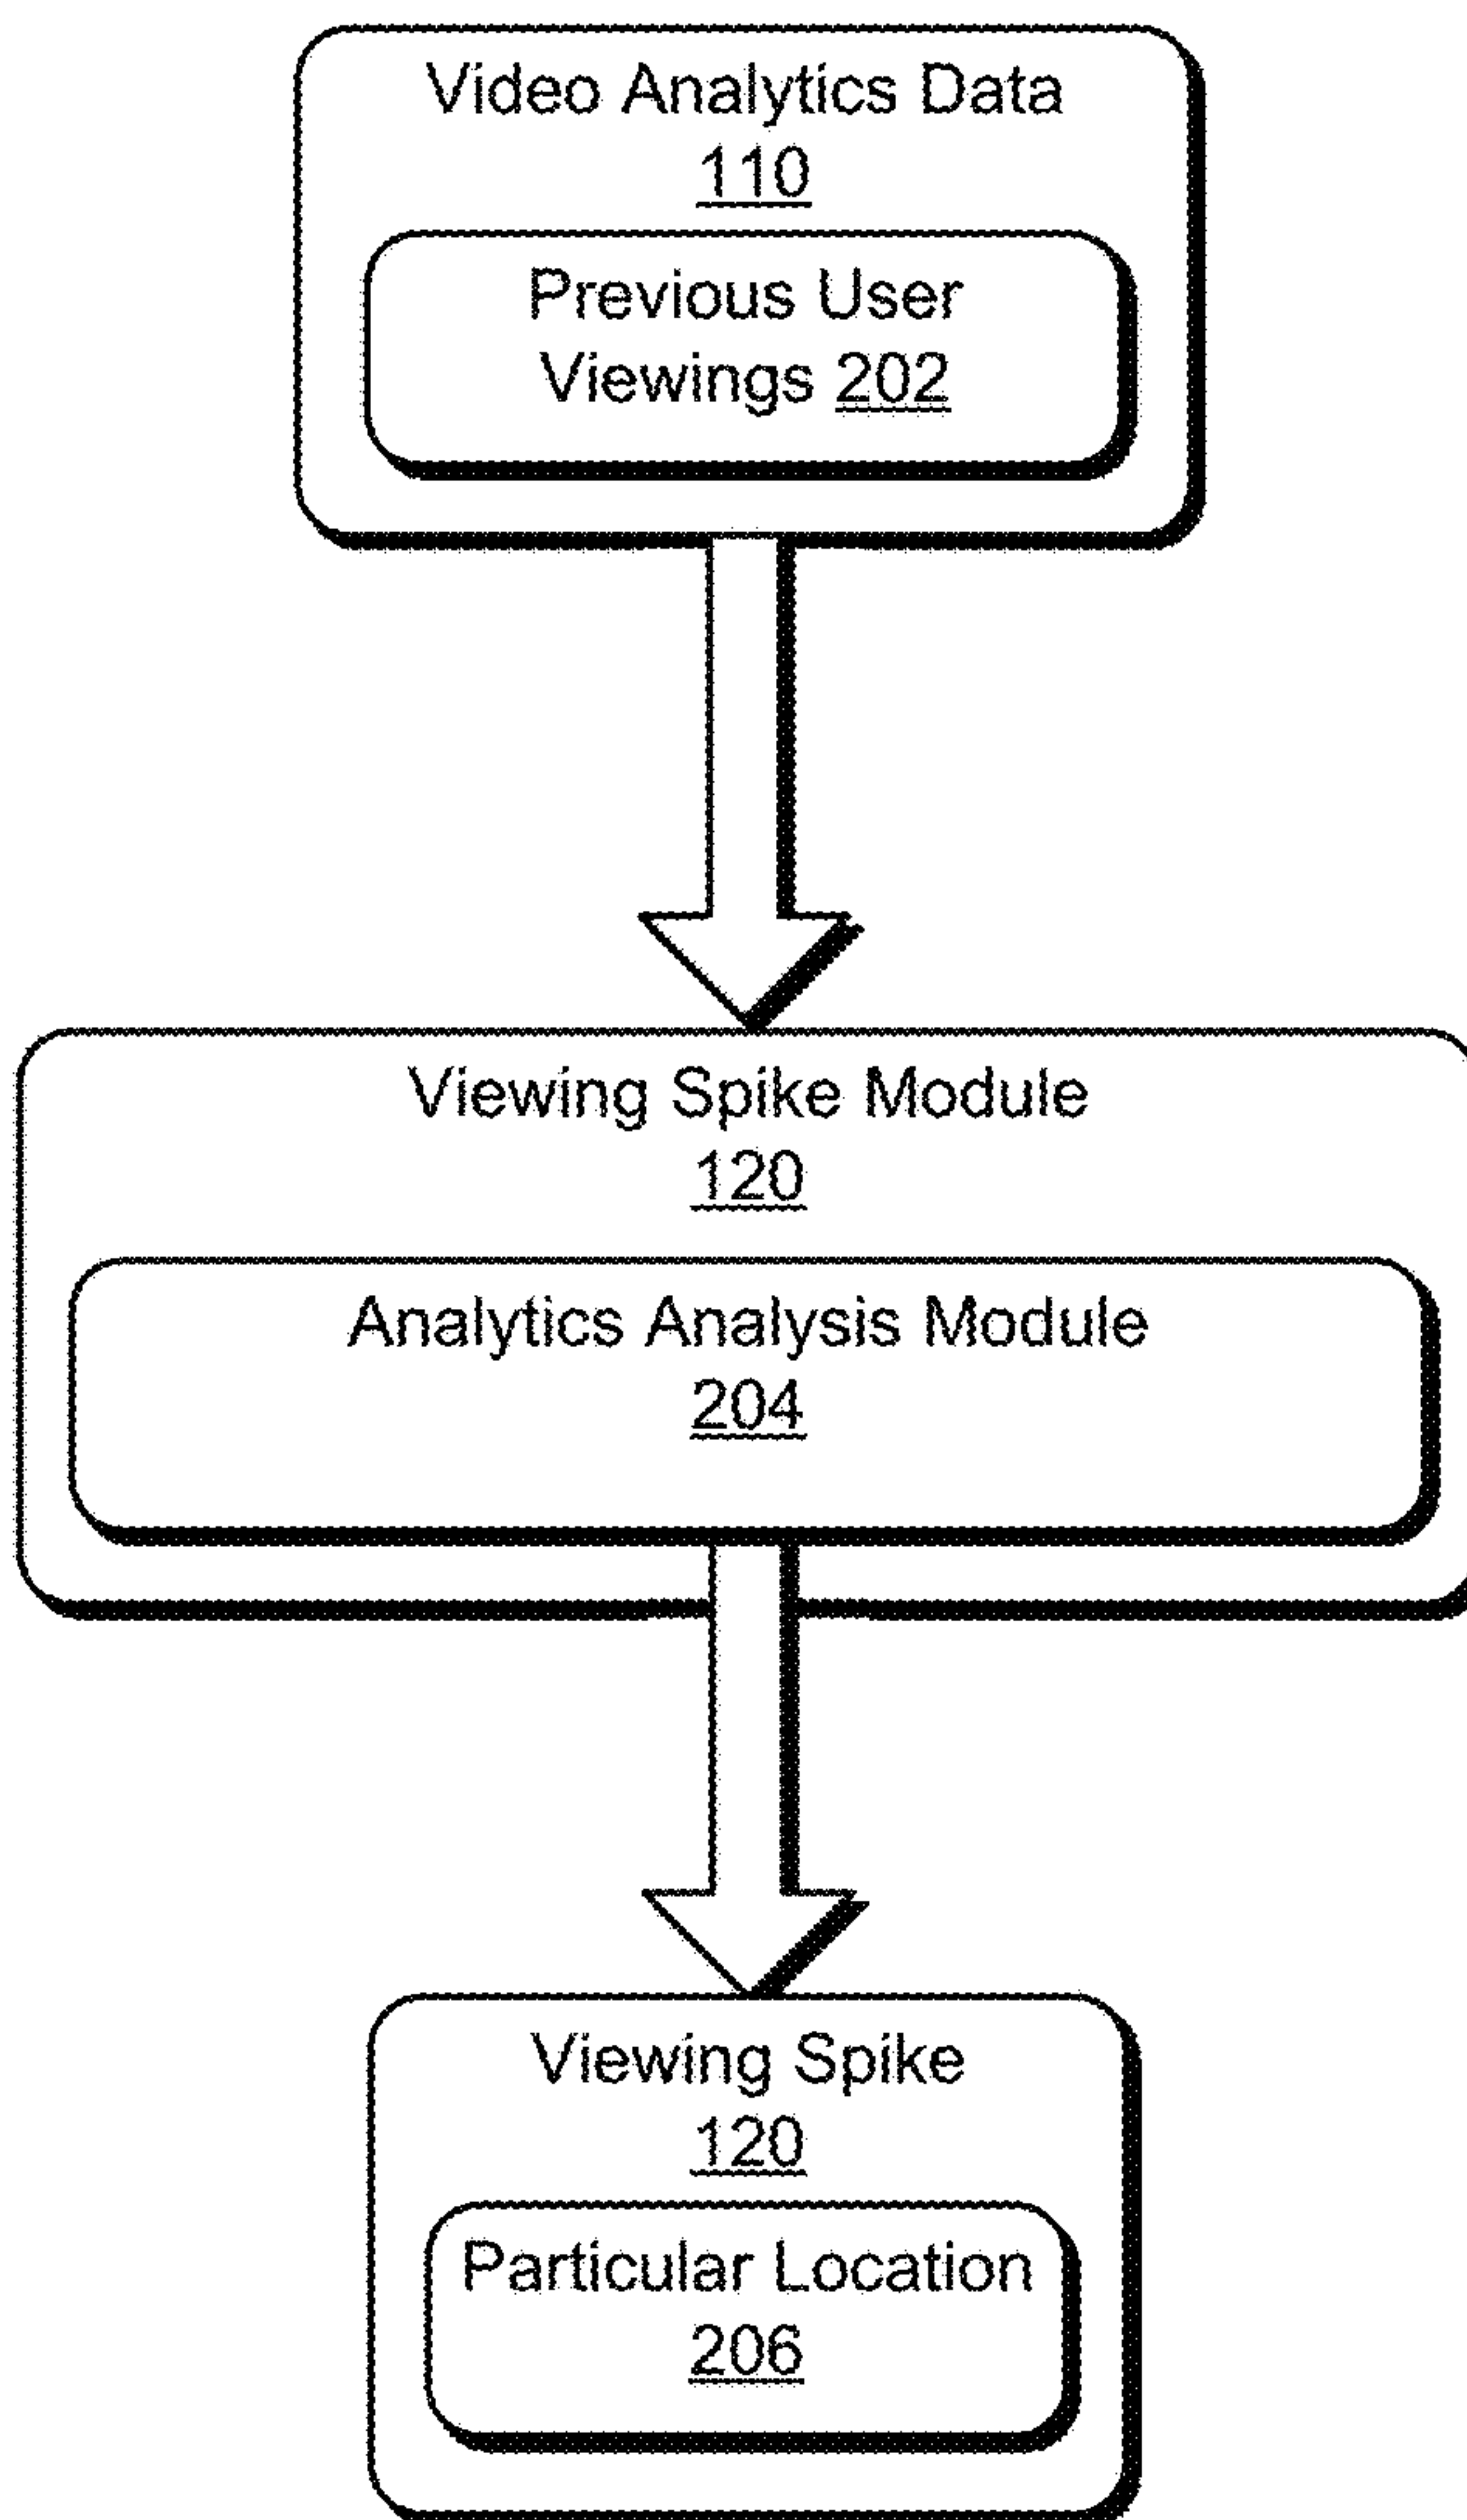 Video Analytics Data
110
Previous User
Viewings 202
Viewing Spike Module
120
Analytics Analysis Module
204
Viewing Spike
120
Particular Location
206